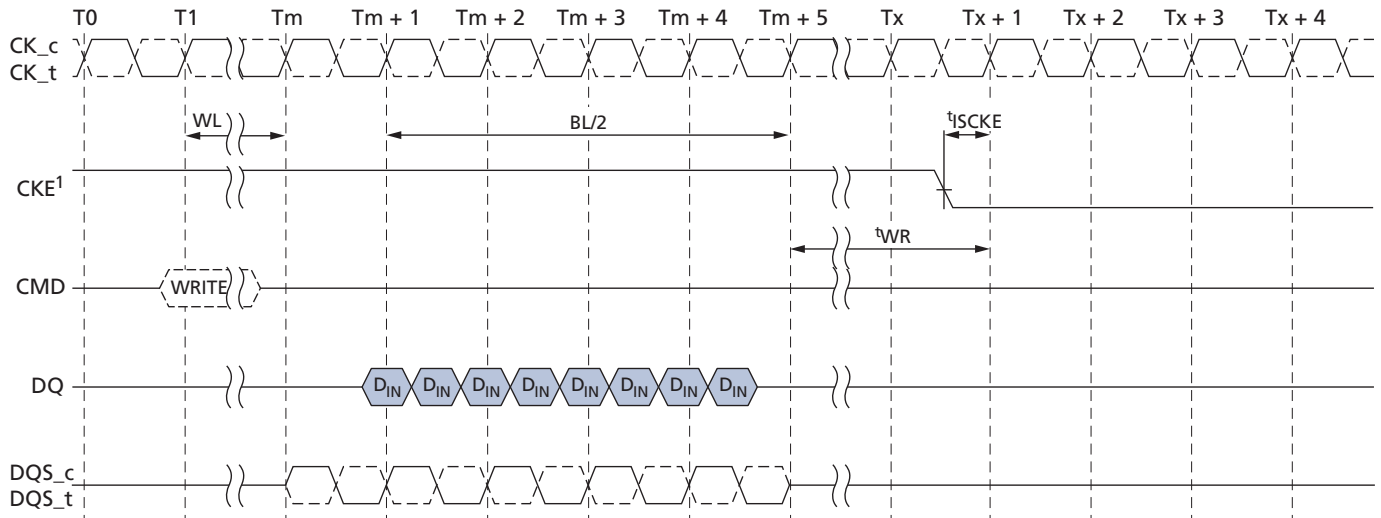 T0 T1 Tm Tm + 1 Tm + 2 Tm + 3 Tm + 4 Tm + 5 Tx Tx + 1 Tx + 2 Tx + 3 Tx + 4
CK_c
CK_t
WL BL/2 tISCKE
CKE1
tWR
CMD WRITE
DQ DIN DIN DIN DIN DIN DIN DIN DIN
DQS_c
DQS_t